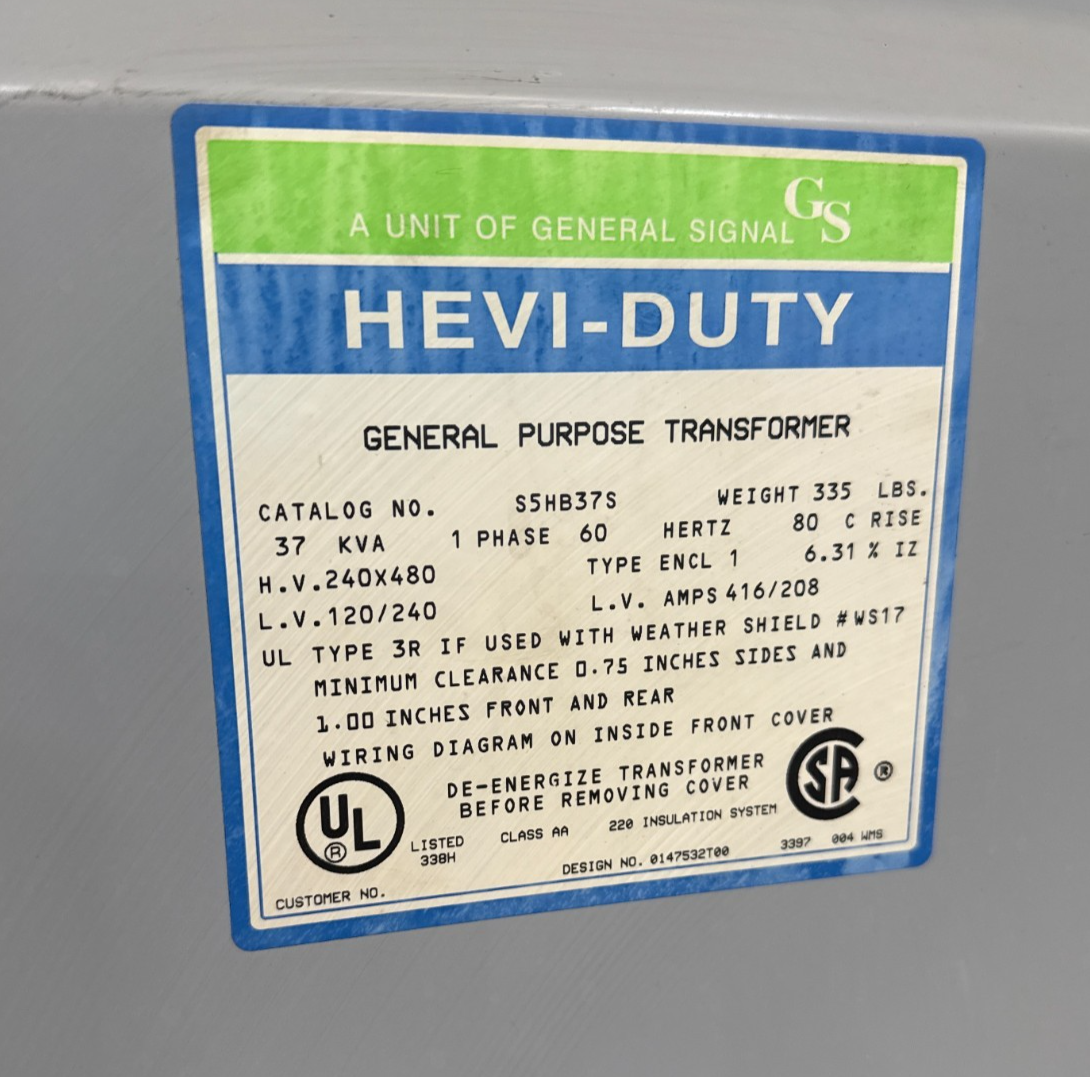 A UNIT OF GENERAL SIGNAL GS
HEVI-DUTY
GENERAL PURPOSE TRANSFORMER
CATALOG NO. S5HB37S WEIGHT 335 LBS.
37 KVA 1 PHASE 60 HERTZ 80 C RISE
H.V.240X480 TYPE ENCL 1 6.31 % IZ
L.V.120/240 L.V. AMPS 416/208
UL TYPE 3R IF USED WITH WEATHER SHIELD #WS17
MINIMUM CLEARANCE 0.75 INCHES SIDES AND
1.00 INCHES FRONT AND REAR
WIRING DIAGRAM ON INSIDE FRONT COVER
DE-ENERGIZE TRANSFORMER
BEFORE REMOVING COVER
UL ® LISTED 338H CLASS AA 220 INSULATION SYSTEM SA ®
DESIGN NO. 0147532T00 3397 004 WMS
CUSTOMER NO.